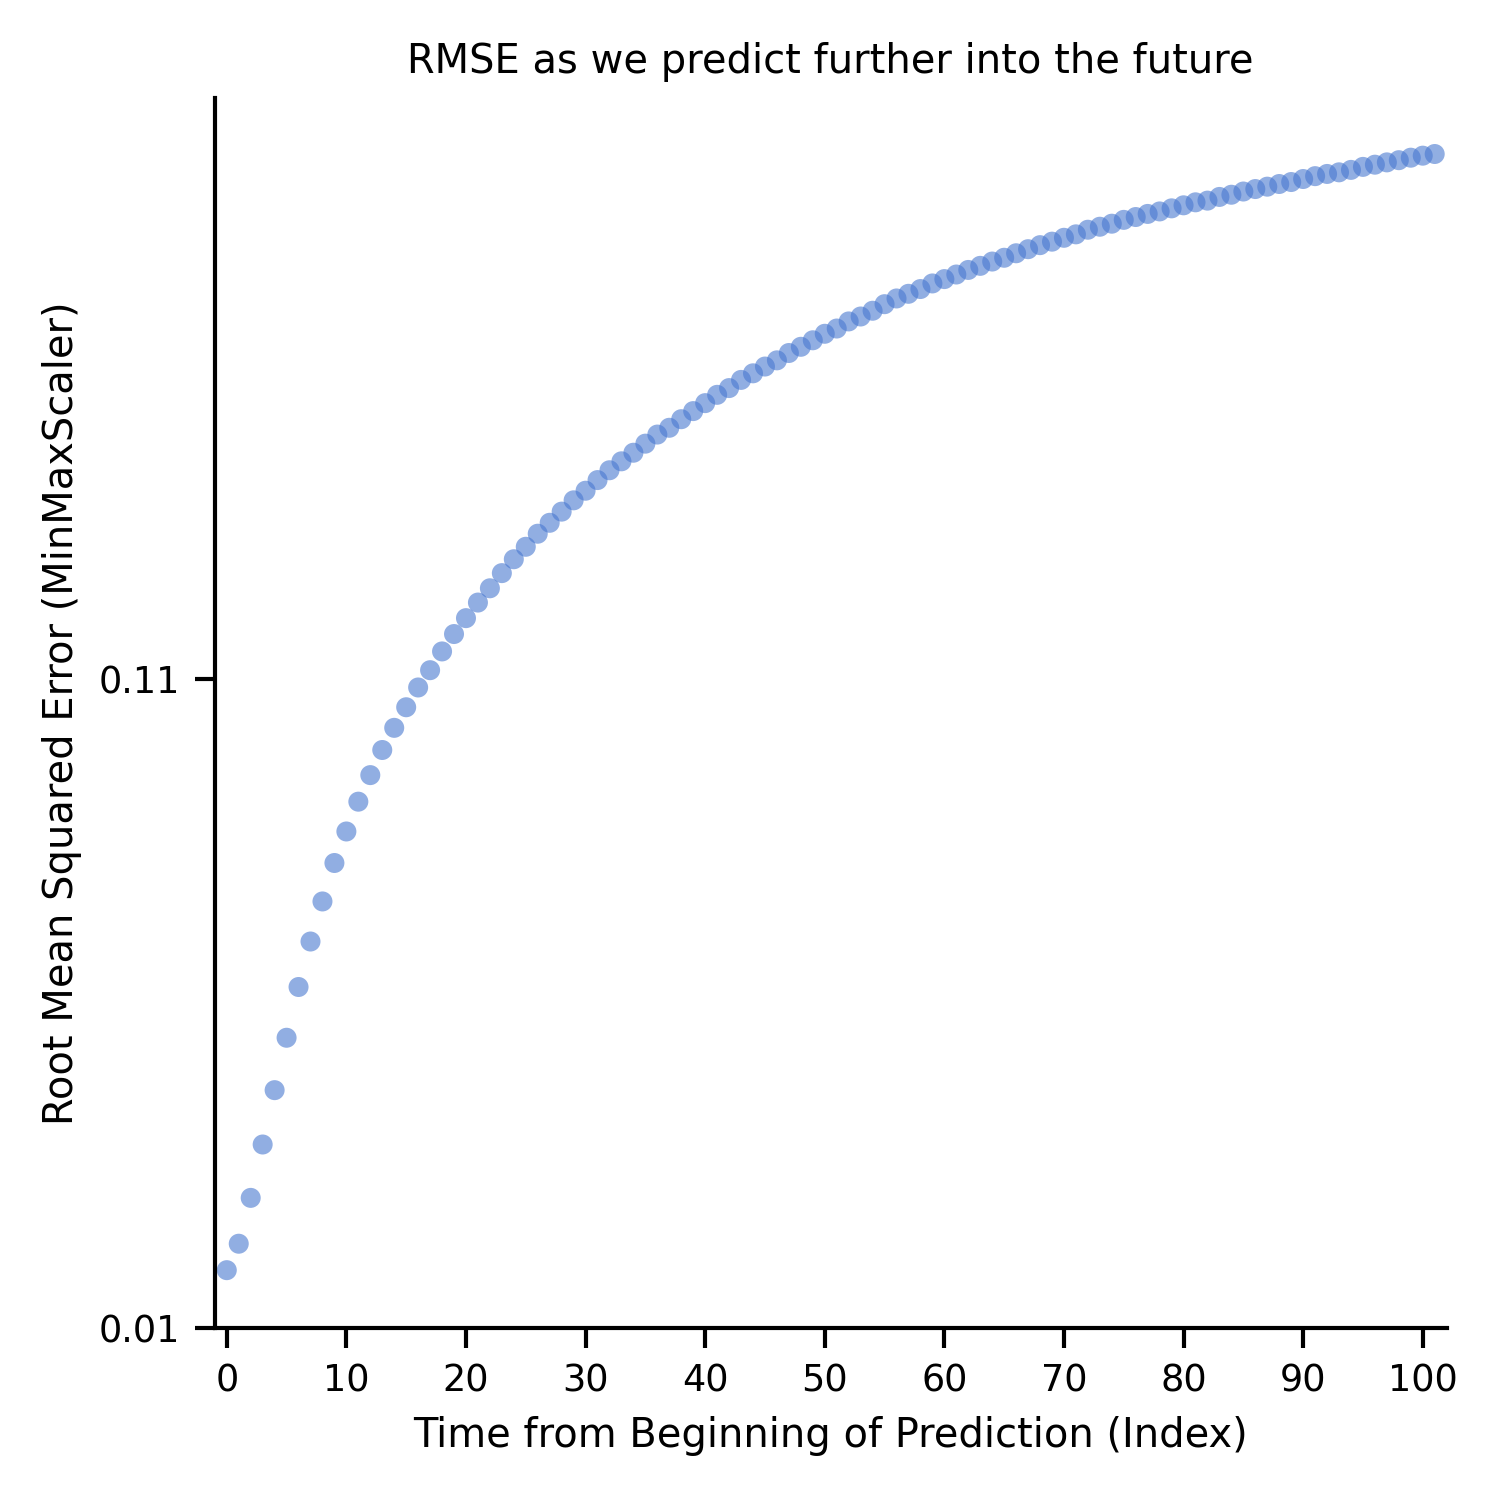 RMSE as we predict further into the future
Root Mean Squared Error (MinMaxScaler)
0.11
0.01
0 10 20 30 40 50 60 70 80 90 100
Time from Beginning of Prediction (Index)